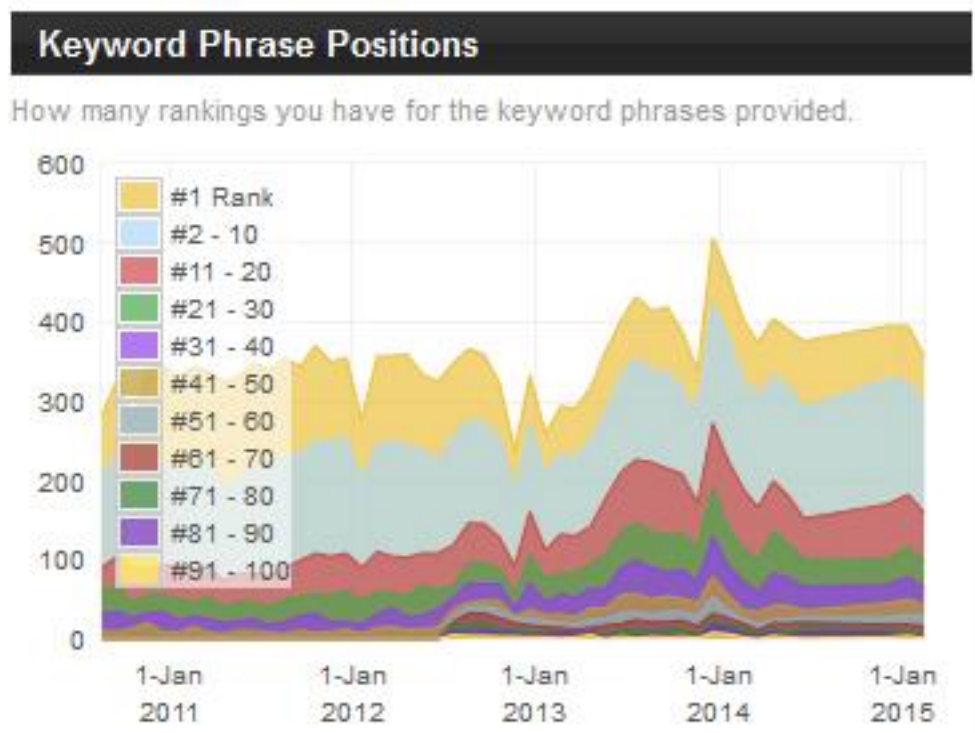 Keyword Phrase Positions
How many rankings you have for the keyword phrases provided.
600
500
400
300
200
100
0
#1 Rank
#2 - 10
#11 - 20
#21 - 30
#31 - 40
#41 - 50
#51 - 60
#61 - 70
#71 - 80
#81 - 90
#91 - 100
1-Jan 1-Jan 1-Jan 1-Jan 1-Jan
2011 2012 2013 2014 2015